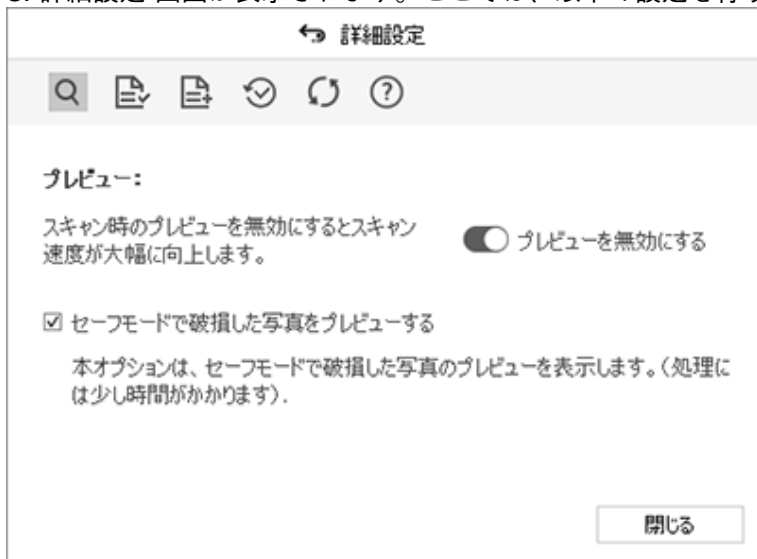 詳細設定
プレビュー：
スキャン時のプレビューを無効にするとスキャン
速度が大幅に向上します。
プレビューを無効にする
セーフモードで破損した写真をプレビューする
本オプションは、セーフモードで破損した写真のプレビューを表示します。（処理に
は少し時間がかかります）.
閉じる